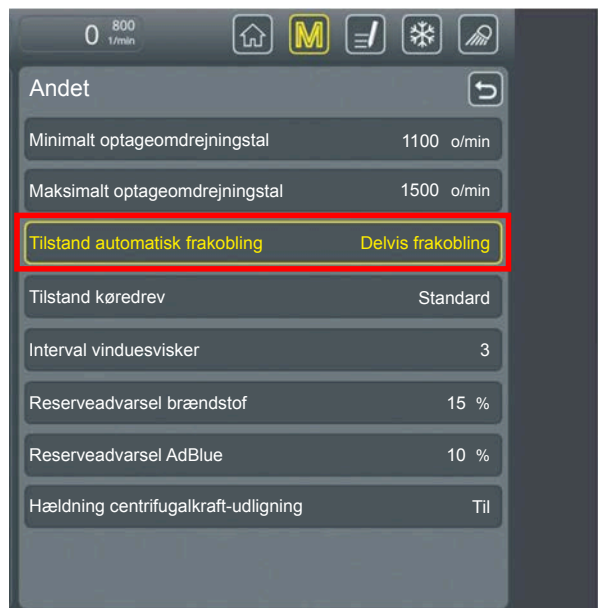 0 800 1/min M
Andet
Minimalt optageomdrejningstal 1100 o/min
Maksimalt optageomdrejningstal 1500 o/min
Tilstand automatisk frakobling Delvis frakobling
Tilstand køredrev Standard
Interval vinduesvisker 3
Reserveadvarsel brændstof 15 %
Reserveadvarsel AdBlue 10 %
Hældning centrifugalkraft-udligning Til